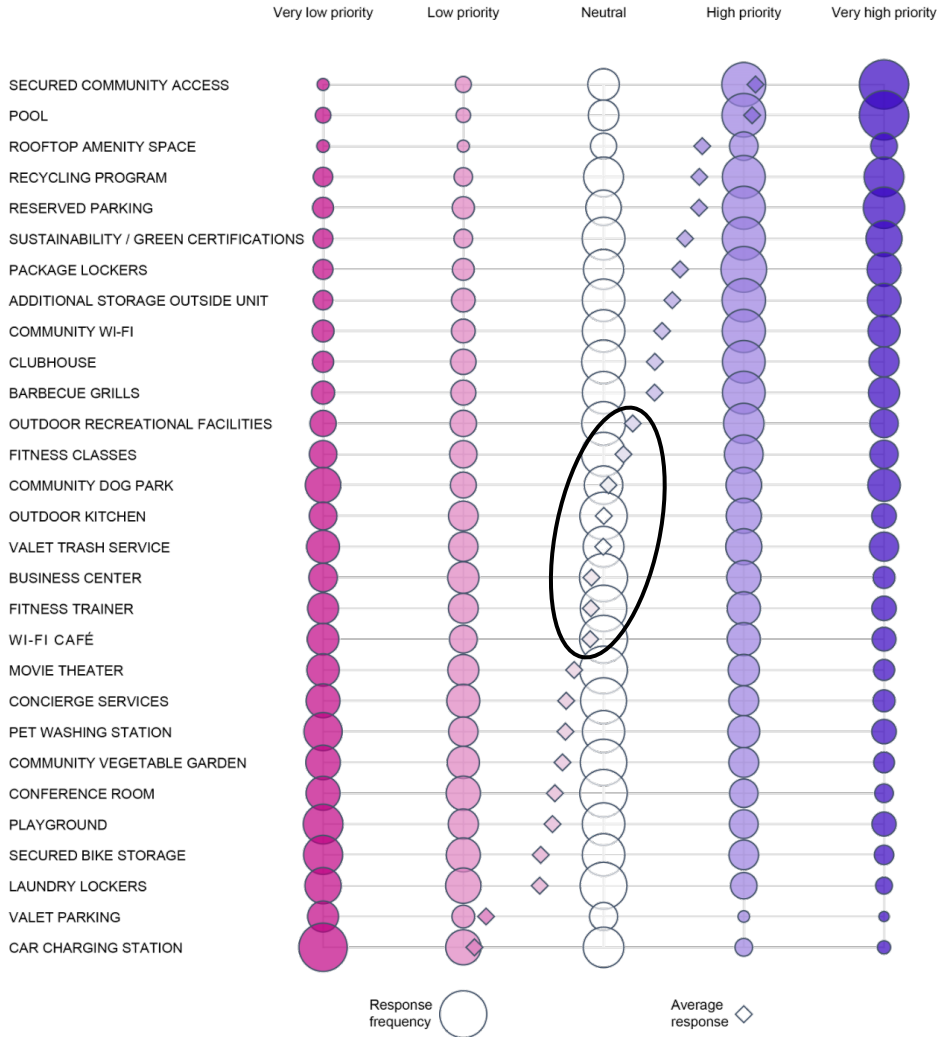 Very low priority Low priority Neutral High priority Very high priority
SECURED COMMUNITY ACCESS
POOL
ROOFTOP AMENITY SPACE
RECYCLING PROGRAM
RESERVED PARKING
SUSTAINABILITY / GREEN CERTIFICATIONS
PACKAGE LOCKERS
ADDITIONAL STORAGE OUTSIDE UNIT
COMMUNITY WI-FI
CLUBHOUSE
BARBECUE GRILLS
OUTDOOR RECREATIONAL FACILITIES
FITNESS CLASSES
COMMUNITY DOG PARK
OUTDOOR KITCHEN
VALET TRASH SERVICE
BUSINESS CENTER
FITNESS TRAINER
WI-FI CAFÉ
MOVIE THEATER
CONCIERGE SERVICES
PET WASHING STATION
COMMUNITY VEGETABLE GARDEN
CONFERENCE ROOM
PLAYGROUND
SECURED BIKE STORAGE
LAUNDRY LOCKERS
VALET PARKING
CAR CHARGING STATION
Response
frequency
Average
response